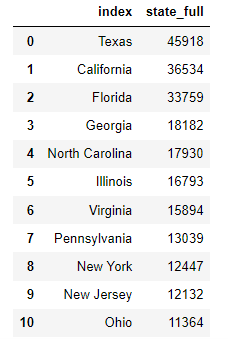 index state_full
0 Texas 45918
1 California 36534
2 Florida 33759
3 Georgia 18182
4 North Carolina 17930
5 Illinois 16793
6 Virginia 15894
7 Pennsylvania 13039
8 New York 12447
9 New Jersey 12132
10 Ohio 11364